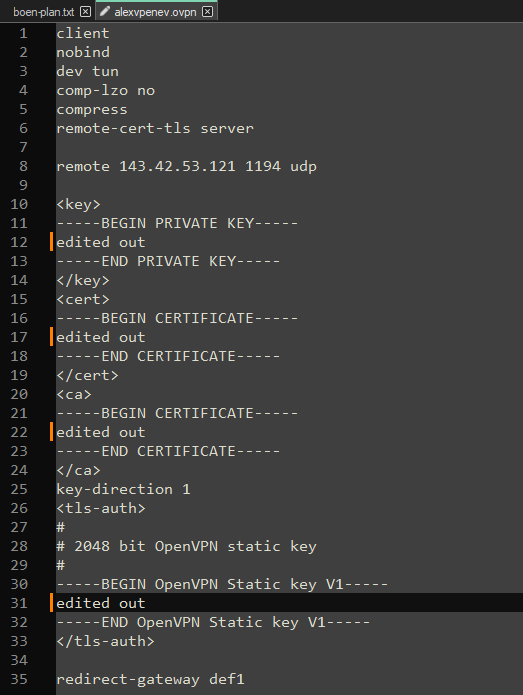 boen-plan.txt alexvpenev.ovpn
1 client
2 nobind
3 dev tun
4 comp-lzo no
5 compress
6 remote-cert-tls server
7
8 remote 143.42.53.121 1194 udp
9
10 <key>
11 -----BEGIN PRIVATE KEY-----
12 edited out
13 -----END PRIVATE KEY-----
14 </key>
15 <cert>
16 -----BEGIN CERTIFICATE-----
17 edited out
18 -----END CERTIFICATE-----
19 </cert>
20 <ca>
21 -----BEGIN CERTIFICATE-----
22 edited out
23 -----END CERTIFICATE-----
24 </ca>
25 key-direction 1
26 <tls-auth>
27 #
28 # 2048 bit OpenVPN static key
29 #
30 -----BEGIN OpenVPN Static key V1-----
31 edited out
32 -----END OpenVPN Static key V1-----
33 </tls-auth>
34
35 redirect-gateway def1